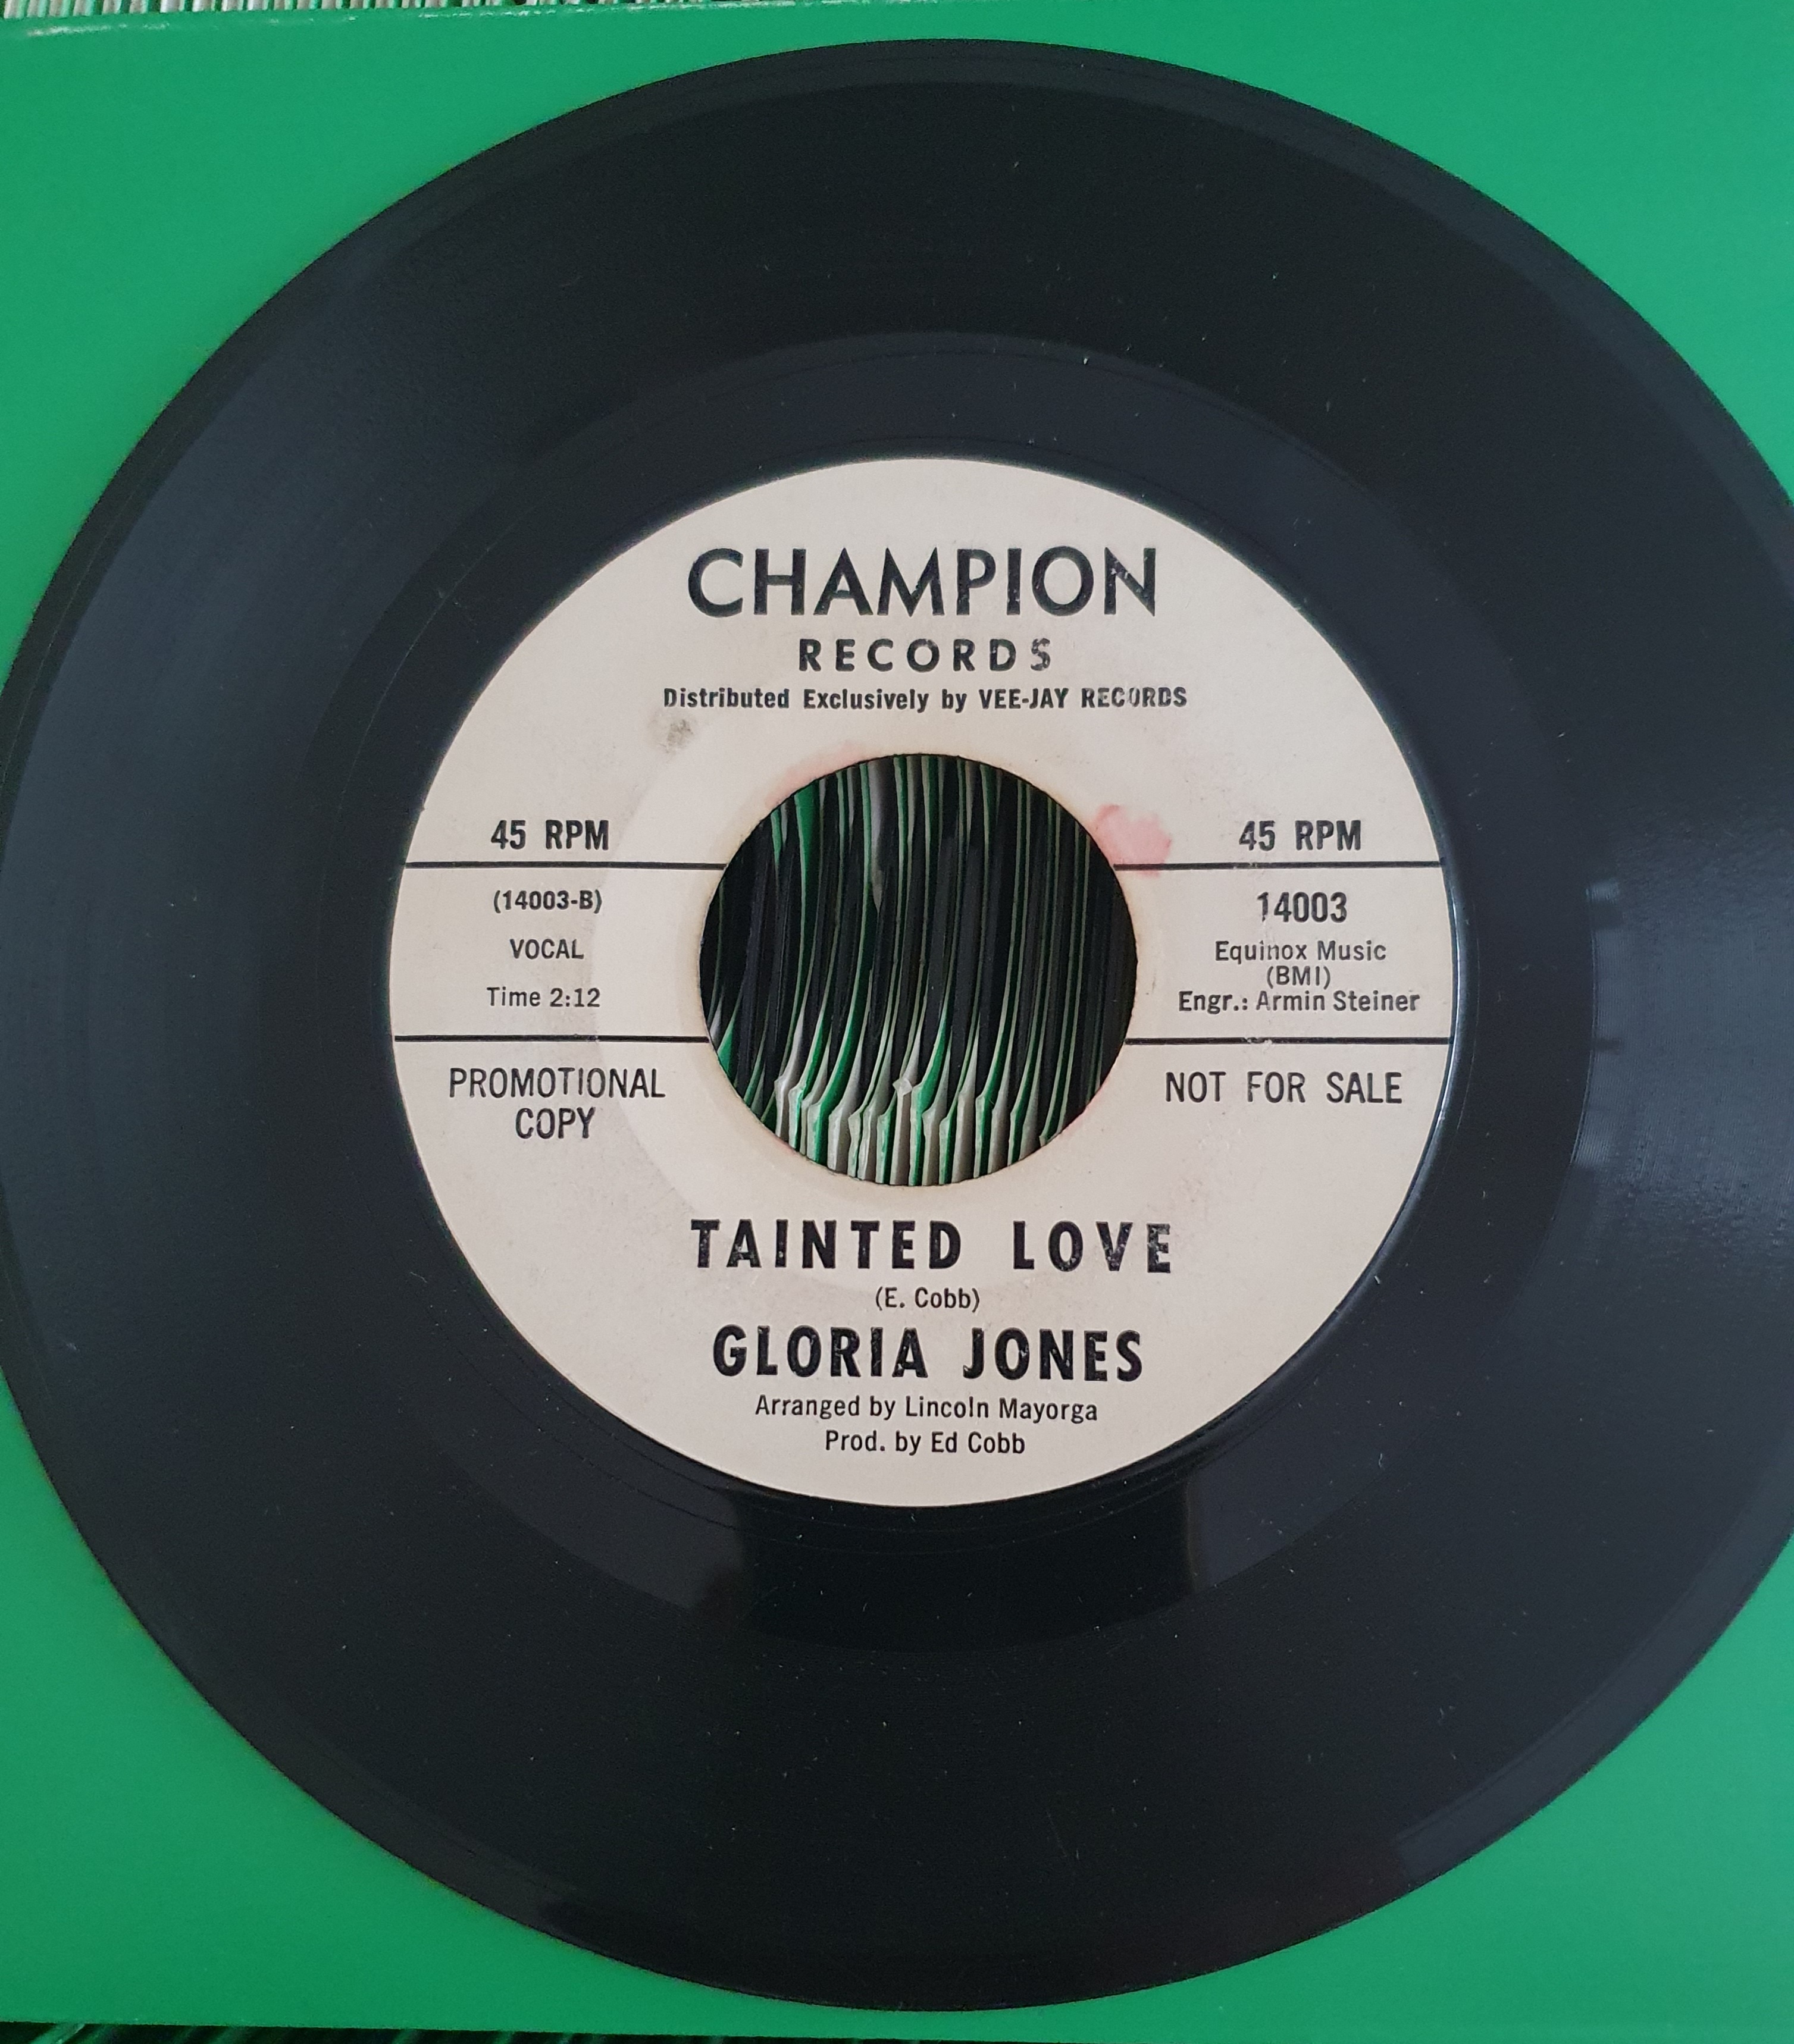 CHAMPION
RECORDS
Distributed Exclusively by VEE-JAY RECORDS
45 RPM
(14003-B)
VOCAL
Time 2:12
PROMOTIONAL
COPY
45 RPM
14003
Equinox Music
(BMI)
Engr.: Armin Steiner
NOT FOR SALE
TAINTED LOVE
(E. Cobb)
GLORIA JONES
Arranged by Lincoln Mayorga
Prod. by Ed Cobb